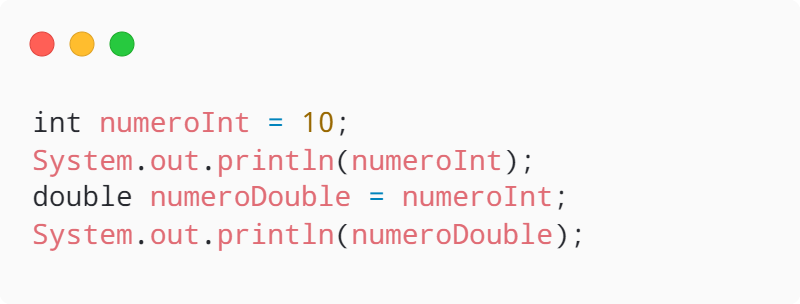 int numeroInt = 10;
System.out.println(numeroInt);
double numeroDouble = numeroInt;
System.out.println(numeroDouble);